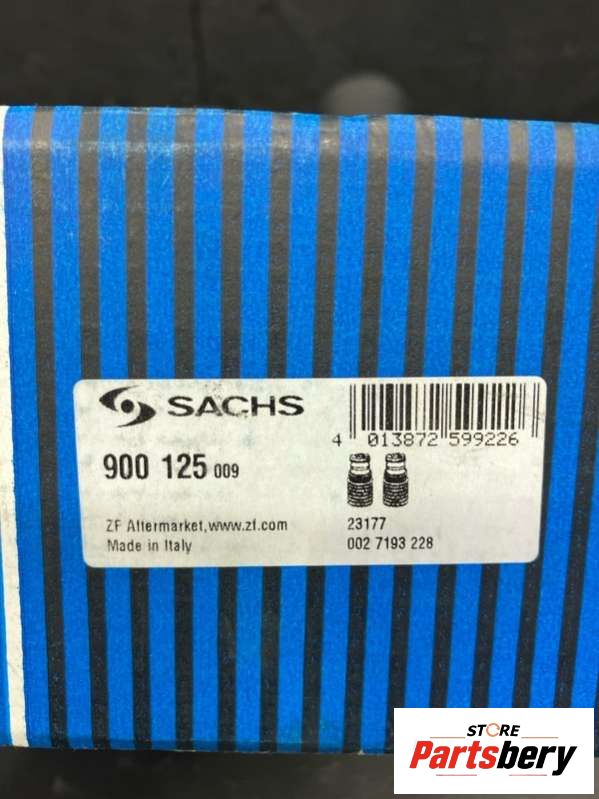 SACHS
4 013872 599226
900 125 009
ZF Aftermarket,www.zf.com
23177
Made in Italy
002 7193 228
STORE
Partsbery